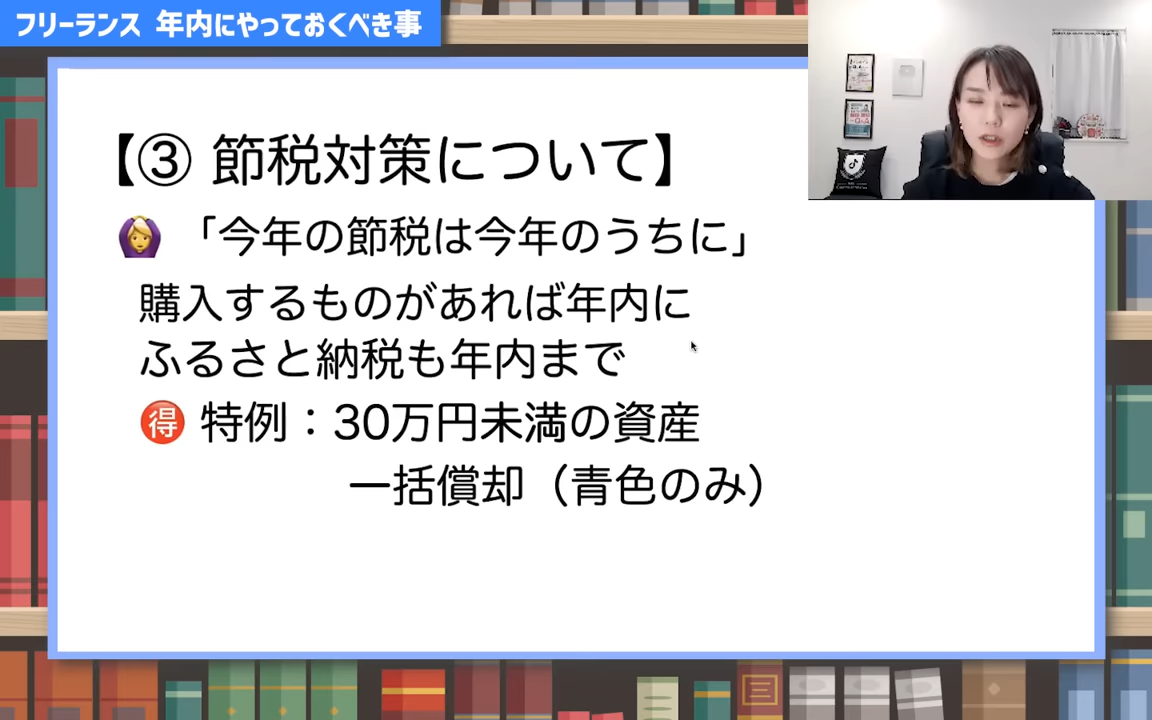 フリーランス 年内にやっておくべき事
【③ 節税対策について】
🙆‍♀️「今年の節税は今年のうちに」
購入するものがあれば年内に
ふるさと納税も年内まで
㊕得 特例：30万円未満の資産
一括償却（青色のみ）
Q&A